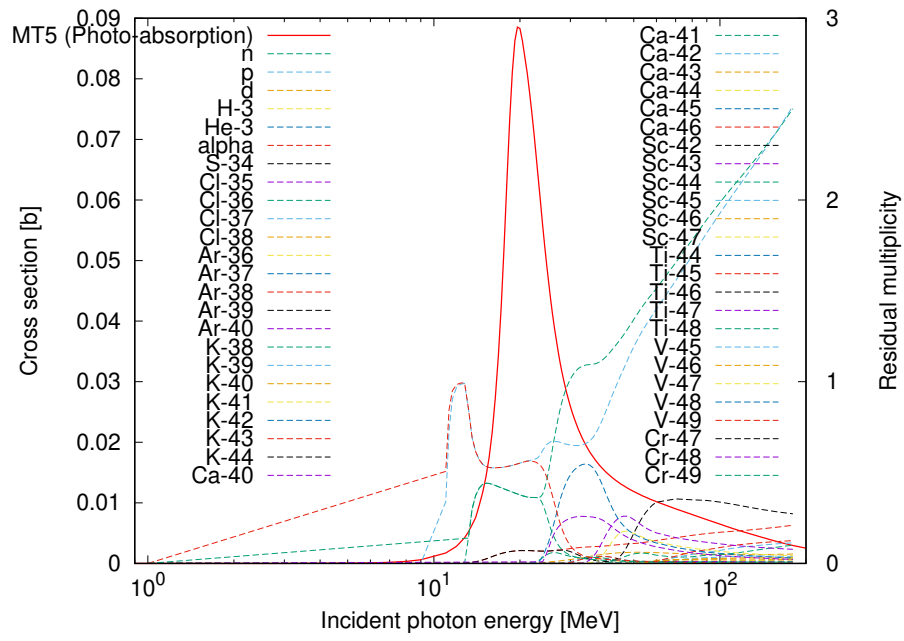 MT5 (Photo-absorption)
n
p
d
H-3
He-3
alpha
S-34
Cl-35
Cl-36
Cl-37
Cl-38
Ar-36
Ar-37
Ar-38
Ar-39
Ar-40
K-38
K-39
K-40
K-41
K-42
K-43
K-44
Ca-40
Ca-41
Ca-42
Ca-43
Ca-44
Ca-45
Ca-46
Sc-42
Sc-43
Sc-44
Sc-45
Sc-46
Sc-47
Ti-44
Ti-45
Ti-46
Ti-47
Ti-48
V-45
V-46
V-47
V-48
V-49
Cr-47
Cr-48
Cr-49
0.09
0.08
0.07
0.06
0.05
0.04
0.03
0.02
0.01
0
Cross section [b]
3
2
1
0
Residual multiplicity
10^0
10^1
10^2
Incident photon energy [MeV]